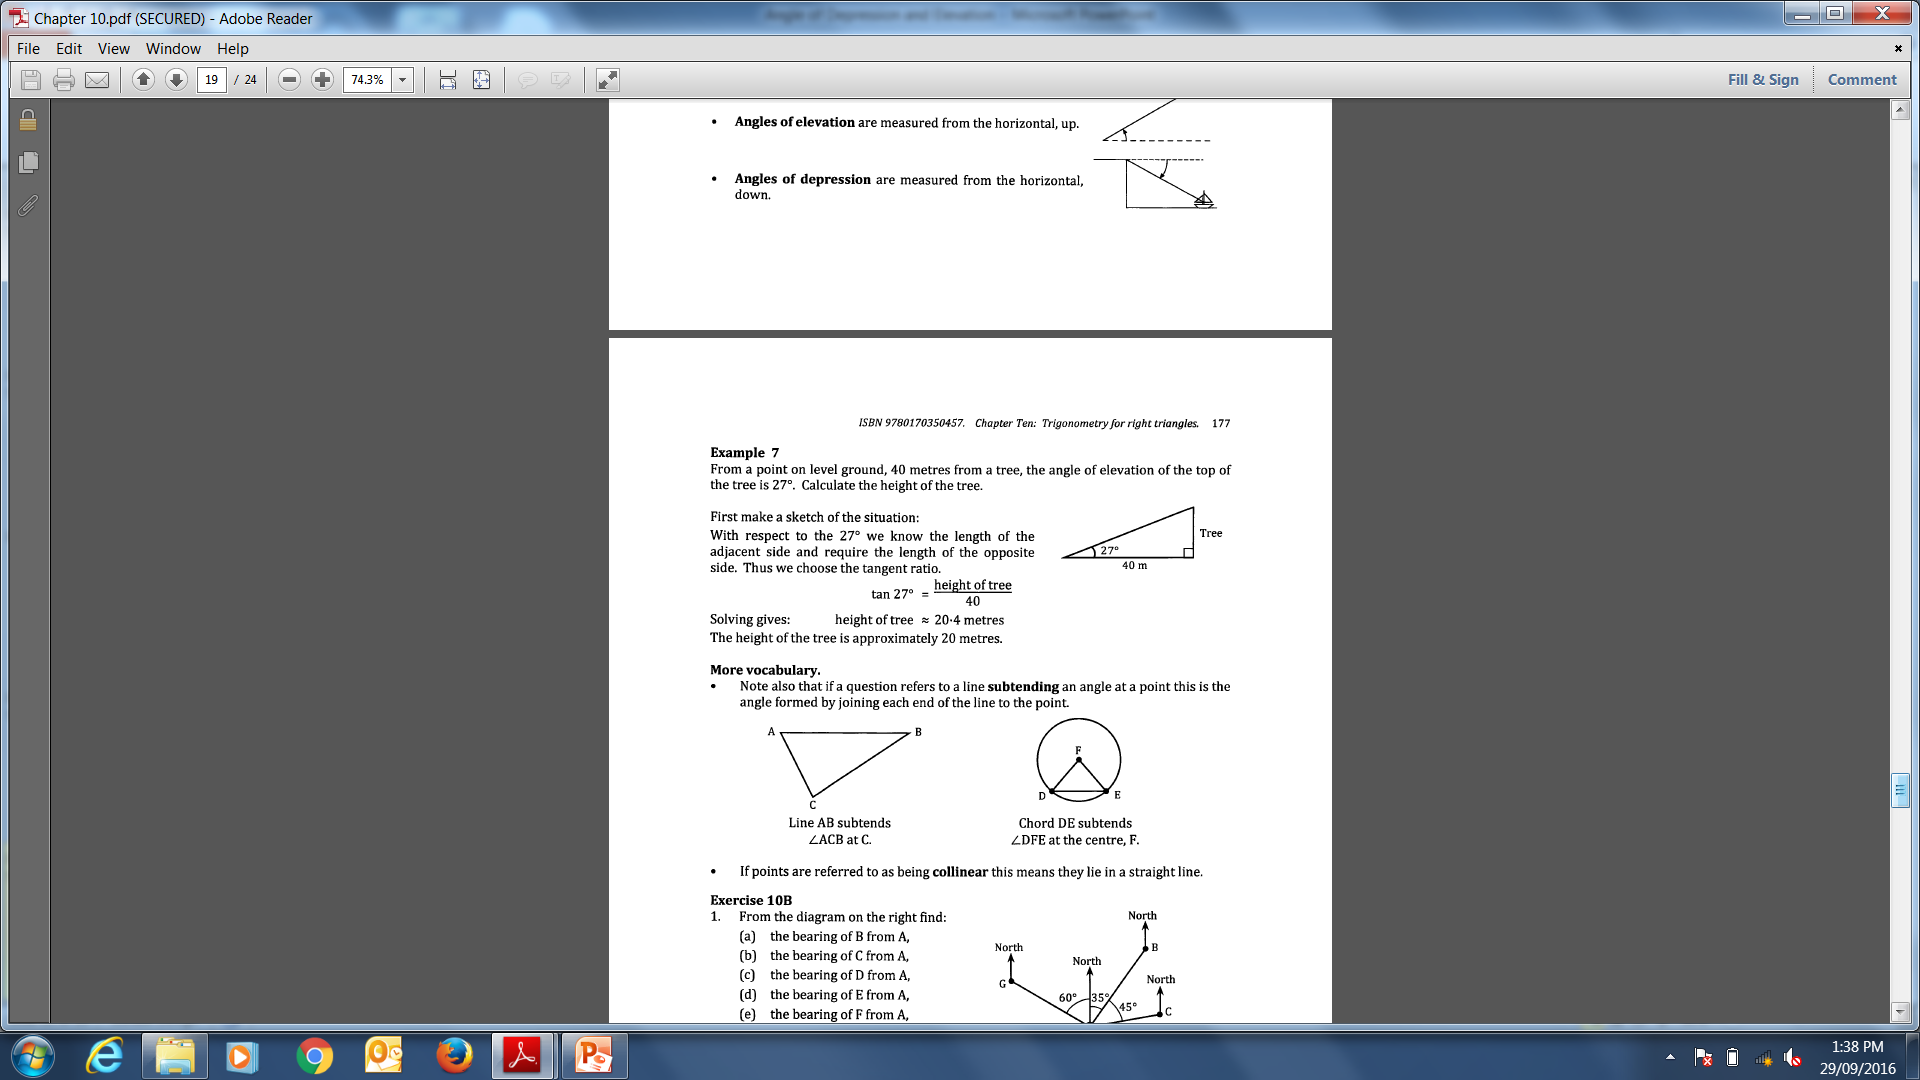 Chapter 10.pdf (SECURED) - Adobe Reader
Angle of Depression and Elevation - Microsoft PowerPoint
File Edit View Window Help
19 / 24 74.3% Fill & Sign Comment
• Angles of elevation are measured from the horizontal, up.
• Angles of depression are measured from the horizontal,
down.
ISBN 9780170350457. Chapter Ten: Trigonometry for right triangles. 177
Example 7
From a point on level ground, 40 metres from a tree, the angle of elevation of the top of
the tree is 27°. Calculate the height of the tree.
First make a sketch of the situation:
With respect to the 27° we know the length of the
adjacent side and require the length of the opposite
side. Thus we choose the tangent ratio.
Tree
27°
40 m
tan 27° = height of tree
40
Solving gives: height of tree ≈ 20·4 metres
The height of the tree is approximately 20 metres.
More vocabulary.
• Note also that if a question refers to a line subtending an angle at a point this is the
angle formed by joining each end of the line to the point.
A B
C
F
D E
Line AB subtends
∠ACB at C.
Chord DE subtends
∠DFE at the centre, F.
• If points are referred to as being collinear this means they lie in a straight line.
Exercise 10B
1. From the diagram on the right find:
(a) the bearing of B from A,
(b) the bearing of C from A,
(c) the bearing of D from A,
(d) the bearing of E from A,
(e) the bearing of F from A,
North
B
North
G
North
North
C
60° 35°
45°
1:38 PM
29/09/2016